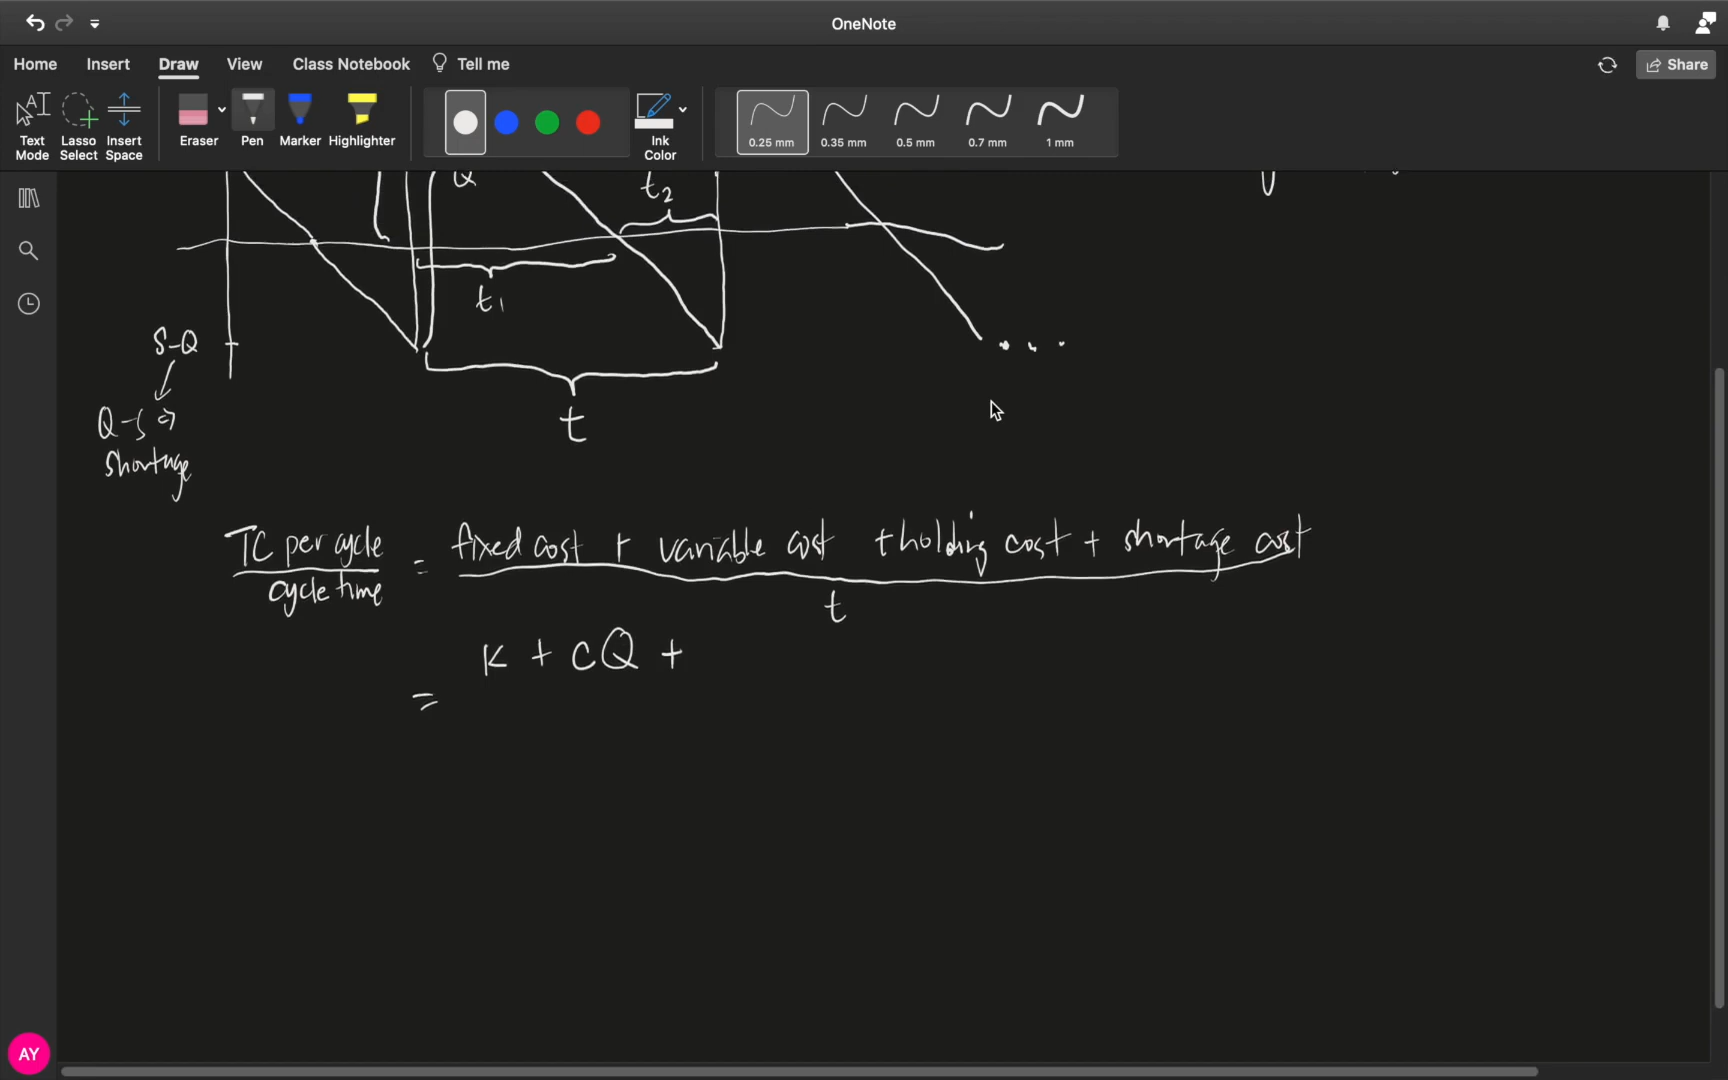 OneNote
Home Insert Draw View Class Notebook Tell me Share
Text Mode Lasso Select Insert Space Eraser Pen Marker Highlighter Ink Color 0.25 mm 0.35 mm 0.5 mm 0.7 mm 1 mm
Q t₂
t₁
S-Q
Q-S ⇒
shortage
t
TC per cycle = fixed cost + variable cost + holding cost + shortage cost
cycle time t
K + cQ +
=
AY